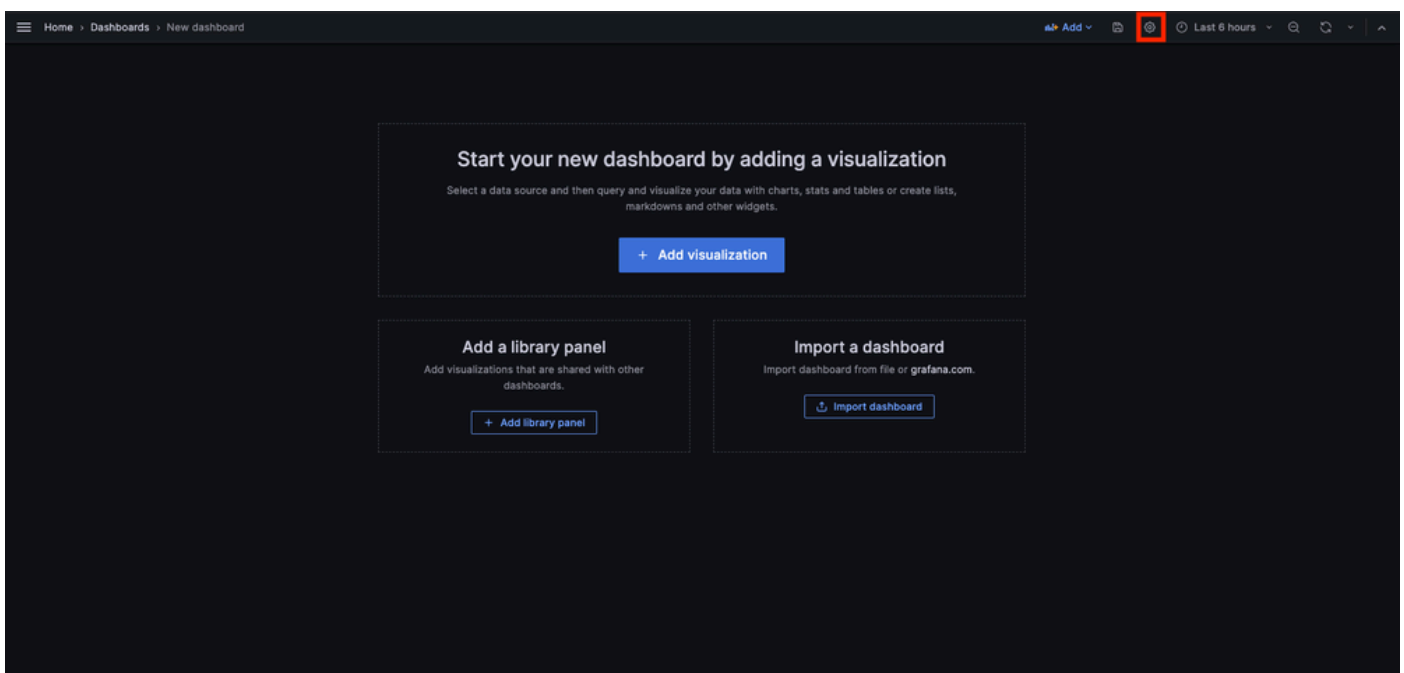 Home › Dashboards › New dashboard
Add
Last 6 hours
Start your new dashboard by adding a visualization
Select a data source and then query and visualize your data with charts, stats and tables or create lists,
markdowns and other widgets.
+ Add visualization
Add a library panel
Add visualizations that are shared with other
dashboards.
+ Add library panel
Import a dashboard
Import dashboard from file or grafana.com.
Import dashboard